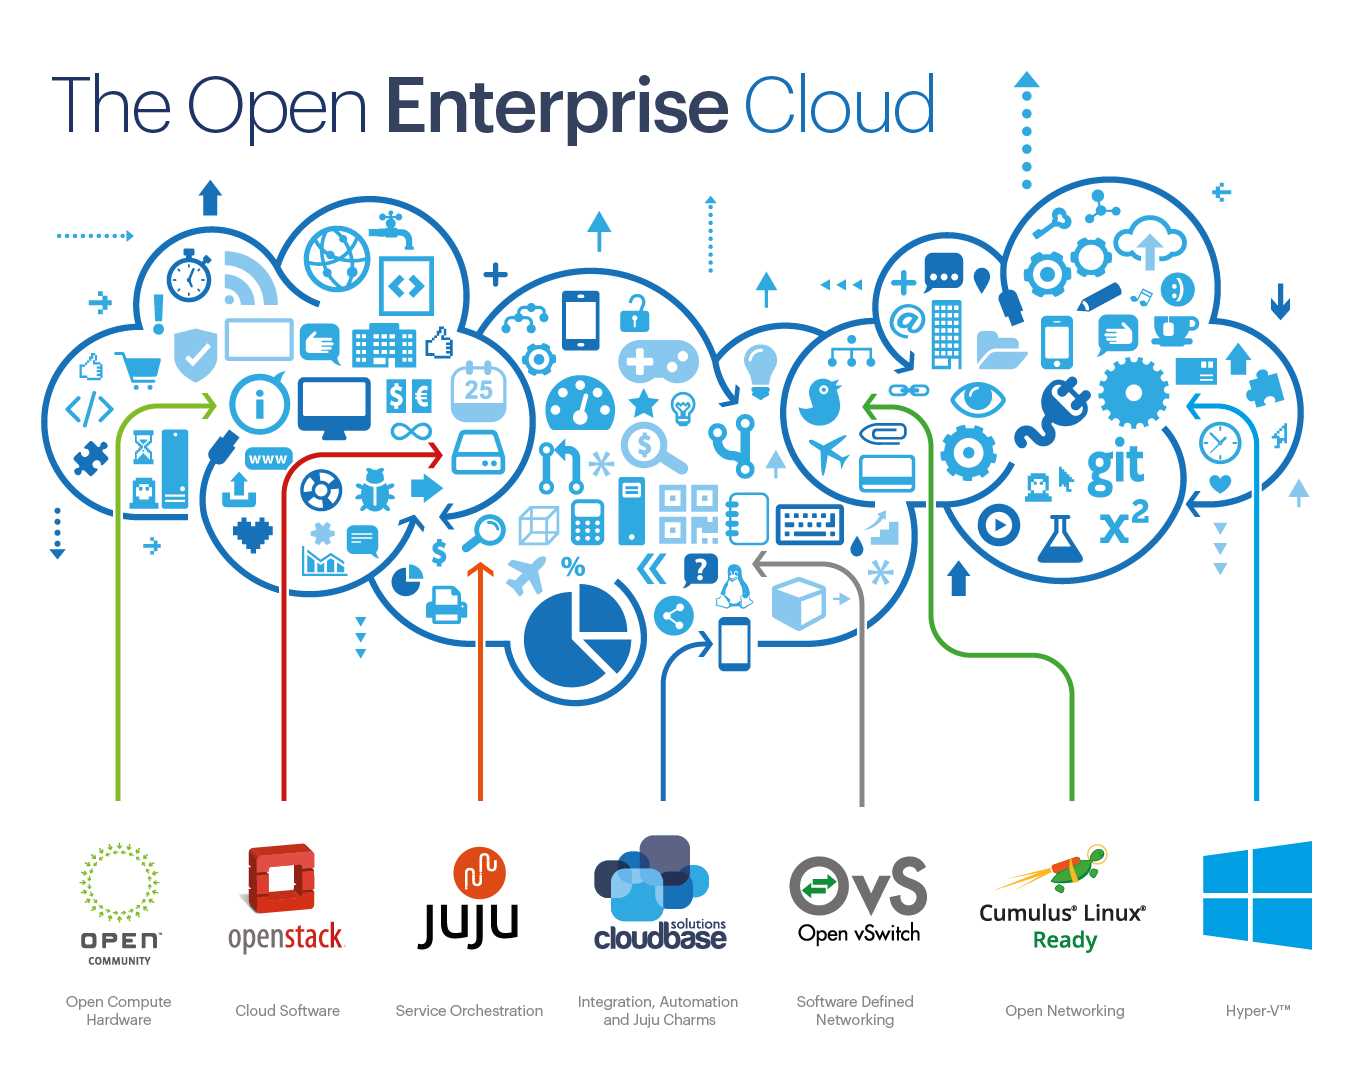 The Open Enterprise Cloud
25
$ €
i
www
</>
<>
!
@
:)
$
$
%
?
git
x²
OPEN™
COMMUNITY
openstack
juju
solutions
cloudbase
OVS
Open vSwitch
Cumulus® Linux®
Ready
Open Compute
Hardware
Cloud Software
Service Orchestration
Integration, Automation
and Juju Charms
Software Defined
Networking
Open Networking
Hyper-V™